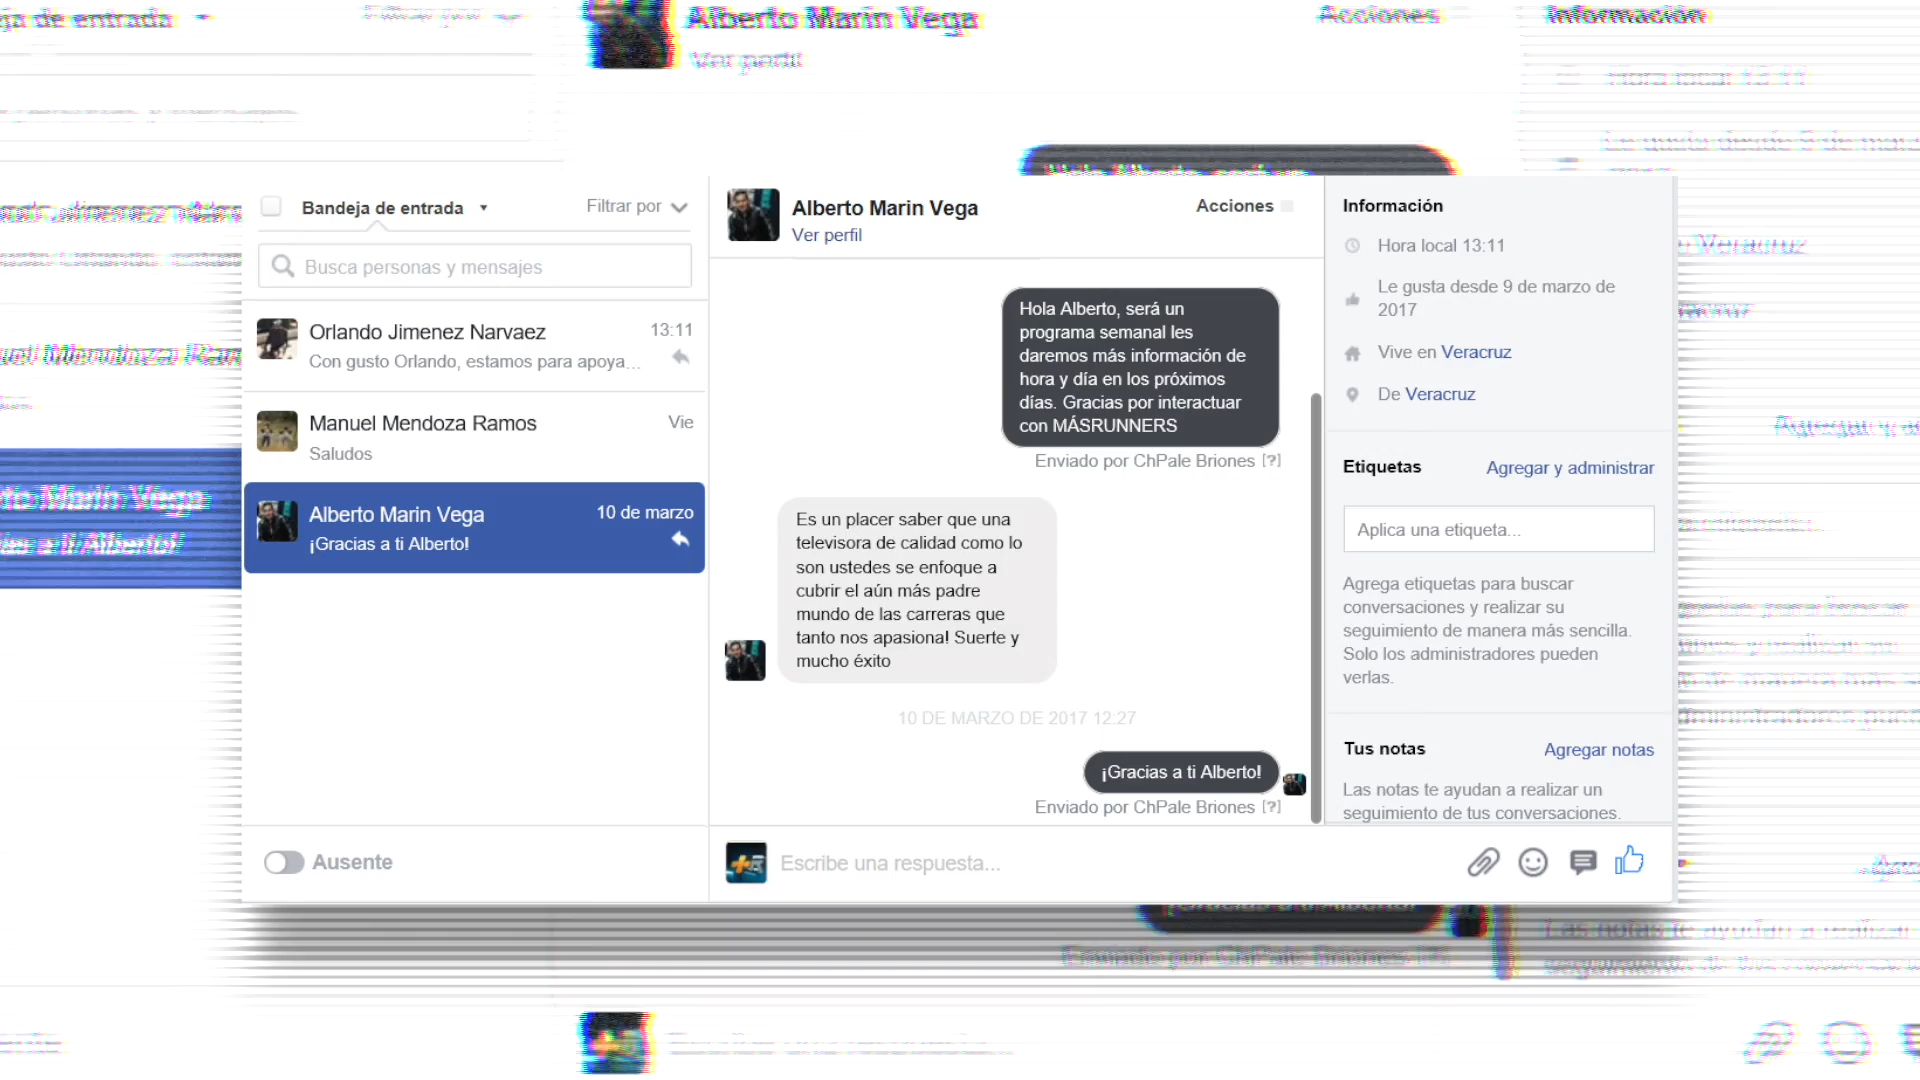 Bandeja de entrada
Filtrar por
Busca personas y mensajes
Orlando Jimenez Narvaez
13:11
Con gusto Orlando, estamos para apoya...
Manuel Mendoza Ramos
Vie
Saludos
Alberto Marin Vega
10 de marzo
¡Gracias a ti Alberto!
Ausente
Alberto Marin Vega
Ver perfil
Acciones
Hola Alberto, será un
programa semanal les
daremos más información de
hora y día en los próximos
días. Gracias por interactuar
con MÁSRUNNERS
Enviado por ChPale Briones [?]
Es un placer saber que una
televisora de calidad como lo
son ustedes se enfoque a
cubrir el aún más padre
mundo de las carreras que
tanto nos apasiona! Suerte y
mucho éxito
10 DE MARZO DE 2017 12:27
¡Gracias a ti Alberto!
Enviado por ChPale Briones [?]
Escribe una respuesta...
Información
Hora local 13:11
Le gusta desde 9 de marzo de
2017
Vive en Veracruz
De Veracruz
Etiquetas
Agregar y administrar
Aplica una etiqueta...
Agrega etiquetas para buscar
conversaciones y realizar su
seguimiento de manera más sencilla.
Solo los administradores pueden
verlas.
Tus notas
Agregar notas
Las notas te ayudan a realizar un
seguimiento de tus conversaciones.
Alberto Marin Vega
Ver perfil
Acciones
Información